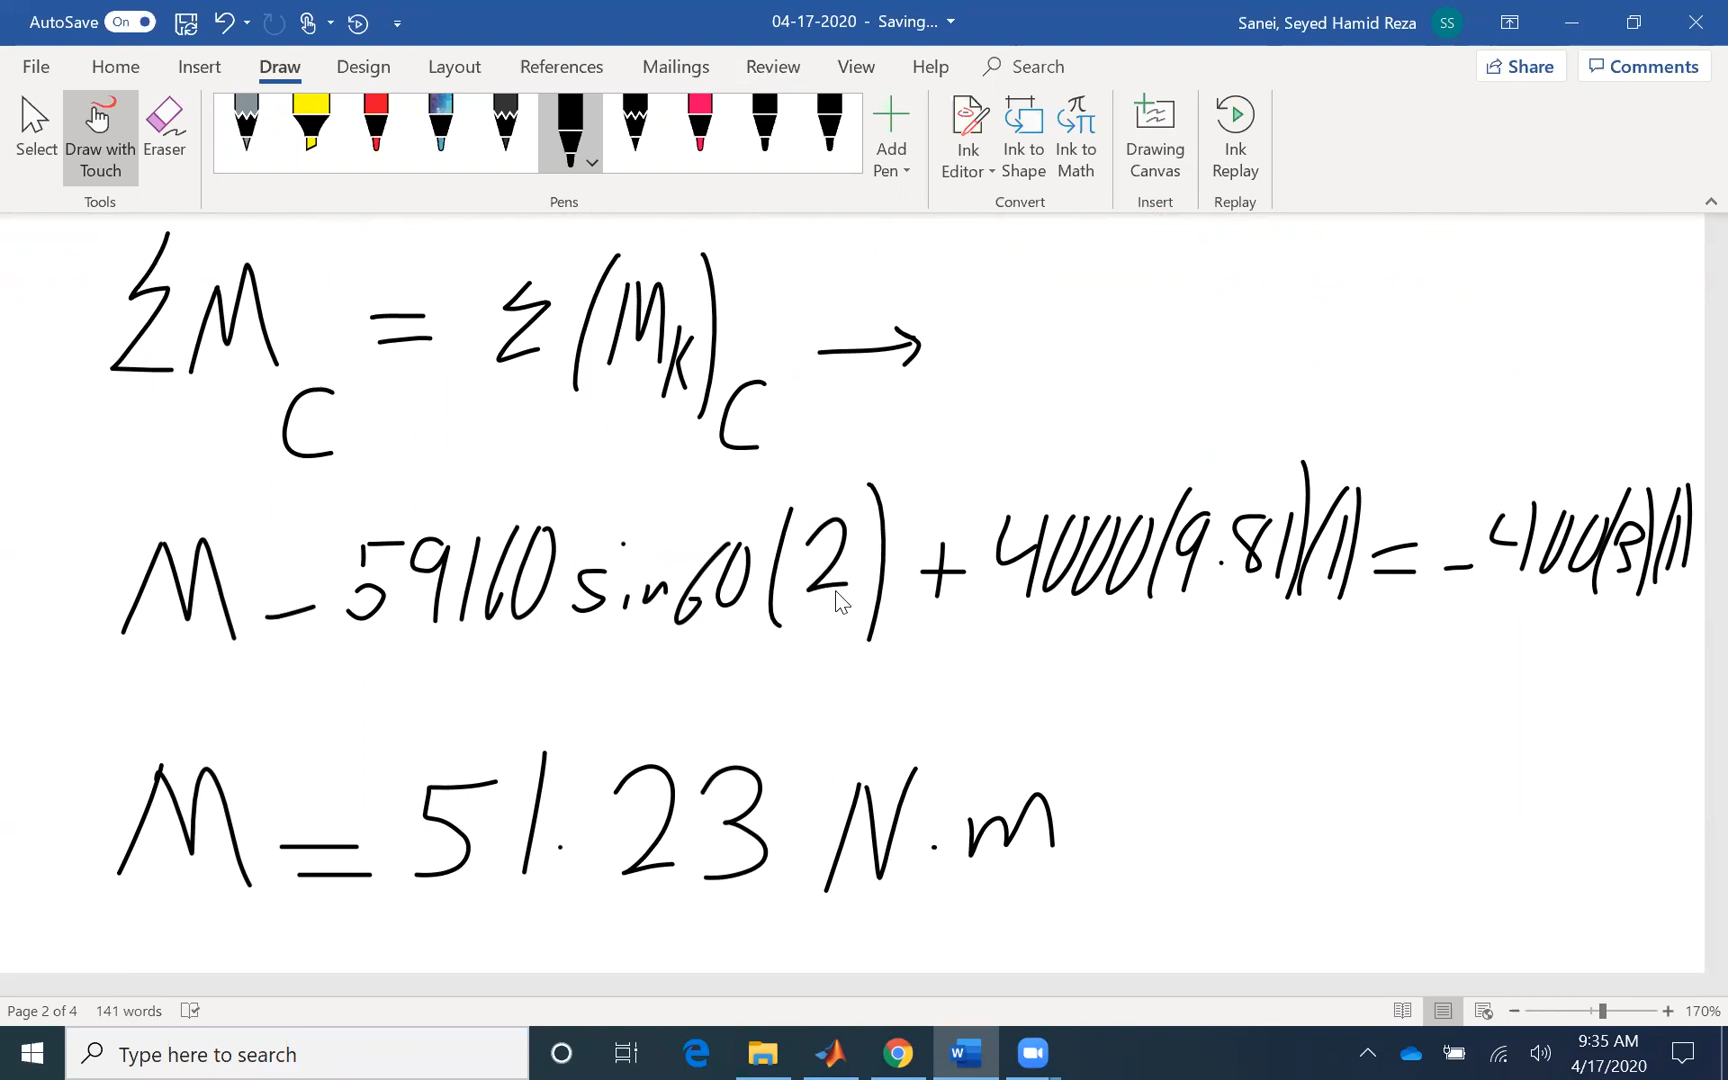 AutoSave On 04-17-2020 - Saving... Sanei, Seyed Hamid Reza SS
File Home Insert Draw Design Layout References Mailings Review View Help Search Share Comments
Select Draw with Touch Eraser Add Pen Ink Editor Ink to Shape Ink to Math Drawing Canvas Ink Replay
Tools Pens Convert Insert Replay
ΣM_C = Σ(M_K)_C →
M - 59160 sin60(2) + 4000(9.81)(1) = -400(3)(1)
M = 51.23 N.m
Page 2 of 4 141 words 170%
Type here to search 9:35 AM
4/17/2020